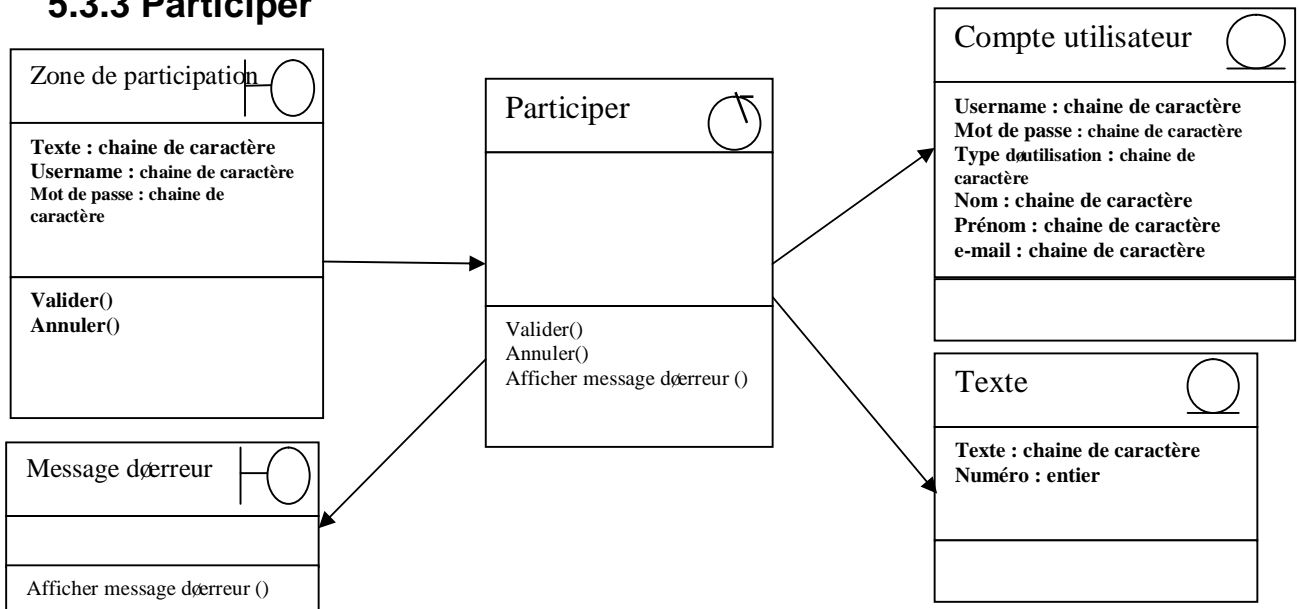 5.3.3 Participer
Zone de participation
Texte : chaine de caractère
Username : chaine de caractère
Mot de passe : chaine de
caractère
Valider()
Annuler()
Message døerreur
Afficher message døerreur ()
Participer
Valider()
Annuler()
Afficher message døerreur ()
Compte utilisateur
Username : chaine de caractère
Mot de passe : chaine de caractère
Type døutilisation : chaine de
caractère
Nom : chaine de caractère
Prénom : chaine de caractère
e-mail : chaine de caractère
Texte
Texte : chaine de caractère
Numéro : entier